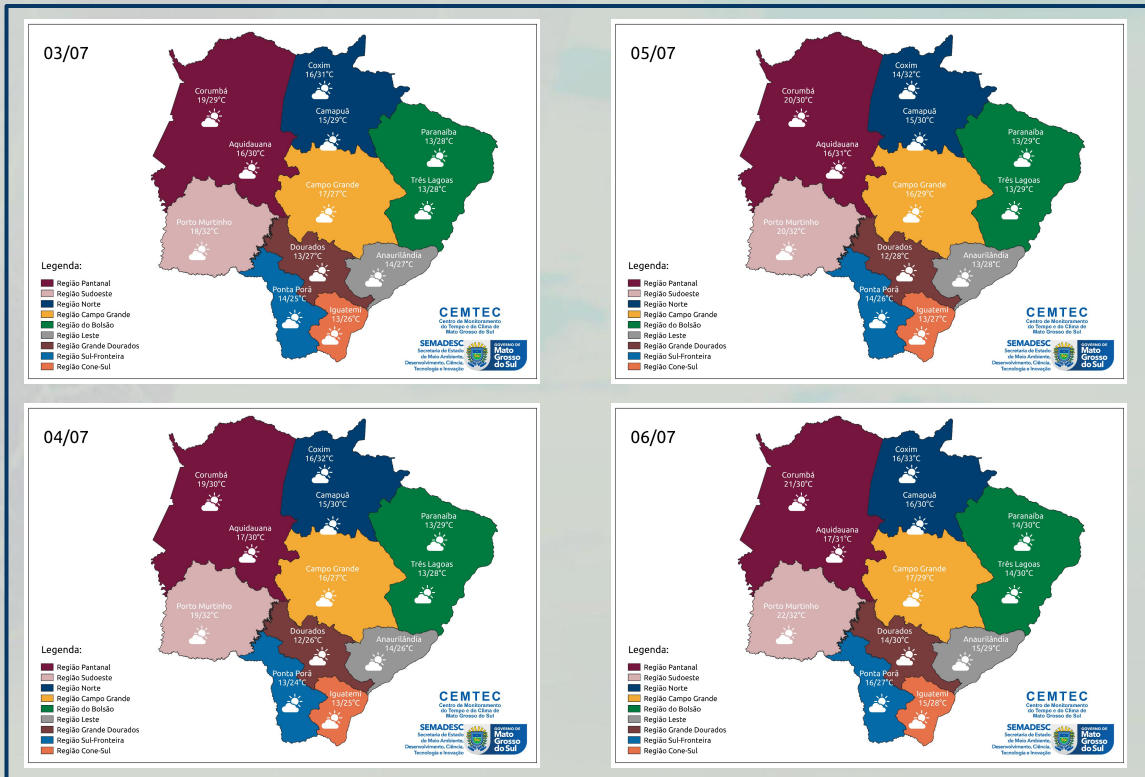 03/07
Coxim
16/31°C
Corumbá
19/29°C
Camapuã
15/29°C
Paranaíba
13/28°C
Aquidauana
16/30°C
Três Lagoas
13/28°C
Campo Grande
17/27°C
Porto Murtinho
18/32°C
Dourados
13/27°C
Anaurilândia
14/27°C
Ponta Porã
14/25°C
Iguatemi
13/26°C
Legenda:
Região Pantanal
Região Sudoeste
Região Norte
Região Campo Grande
Região do Bolsão
Região Leste
Região Grande Dourados
Região Sul-Fronteira
Região Cone-Sul
CEMTEC
Centro de Monitoramento
do Tempo e do Clima de
Mato Grosso do Sul
SEMADESC
Secretaria de Estado
de Meio Ambiente,
Desenvolvimento, Ciência,
Tecnologia e Inovação
GOVERNO DE
Mato
Grosso
do Sul
05/07
Coxim
14/32°C
Corumbá
20/30°C
Camapuã
15/30°C
Paranaíba
13/29°C
Aquidauana
16/31°C
Três Lagoas
13/29°C
Campo Grande
16/29°C
Porto Murtinho
20/32°C
Dourados
12/28°C
Anaurilândia
13/28°C
Ponta Porã
14/26°C
Iguatemi
13/27°C
Legenda:
Região Pantanal
Região Sudoeste
Região Norte
Região Campo Grande
Região do Bolsão
Região Leste
Região Grande Dourados
Região Sul-Fronteira
Região Cone-Sul
CEMTEC
Centro de Monitoramento
do Tempo e do Clima de
Mato Grosso do Sul
SEMADESC
Secretaria de Estado
de Meio Ambiente,
Desenvolvimento, Ciência,
Tecnologia e Inovação
GOVERNO DE
Mato
Grosso
do Sul
04/07
Coxim
16/32°C
Corumbá
19/30°C
Camapuã
15/30°C
Paranaíba
13/29°C
Aquidauana
17/30°C
Três Lagoas
13/28°C
Campo Grande
16/27°C
Porto Murtinho
19/32°C
Dourados
12/26°C
Anaurilândia
14/26°C
Ponta Porã
13/24°C
Iguatemi
13/25°C
Legenda:
Região Pantanal
Região Sudoeste
Região Norte
Região Campo Grande
Região do Bolsão
Região Leste
Região Grande Dourados
Região Sul-Fronteira
Região Cone-Sul
CEMTEC
Centro de Monitoramento
do Tempo e do Clima de
Mato Grosso do Sul
SEMADESC
Secretaria de Estado
de Meio Ambiente,
Desenvolvimento, Ciência,
Tecnologia e Inovação
GOVERNO DE
Mato
Grosso
do Sul
06/07
Coxim
16/33°C
Corumbá
21/30°C
Camapuã
16/30°C
Paranaíba
14/30°C
Aquidauana
17/31°C
Três Lagoas
14/30°C
Campo Grande
17/29°C
Porto Murtinho
22/32°C
Dourados
14/30°C
Anaurilândia
15/29°C
Ponta Porã
16/27°C
Iguatemi
15/28°C
Legenda:
Região Pantanal
Região Sudoeste
Região Norte
Região Campo Grande
Região do Bolsão
Região Leste
Região Grande Dourados
Região Sul-Fronteira
Região Cone-Sul
CEMTEC
Centro de Monitoramento
do Tempo e do Clima de
Mato Grosso do Sul
SEMADESC
Secretaria de Estado
de Meio Ambiente,
Desenvolvimento, Ciência,
Tecnologia e Inovação
GOVERNO DE
Mato
Grosso
do Sul